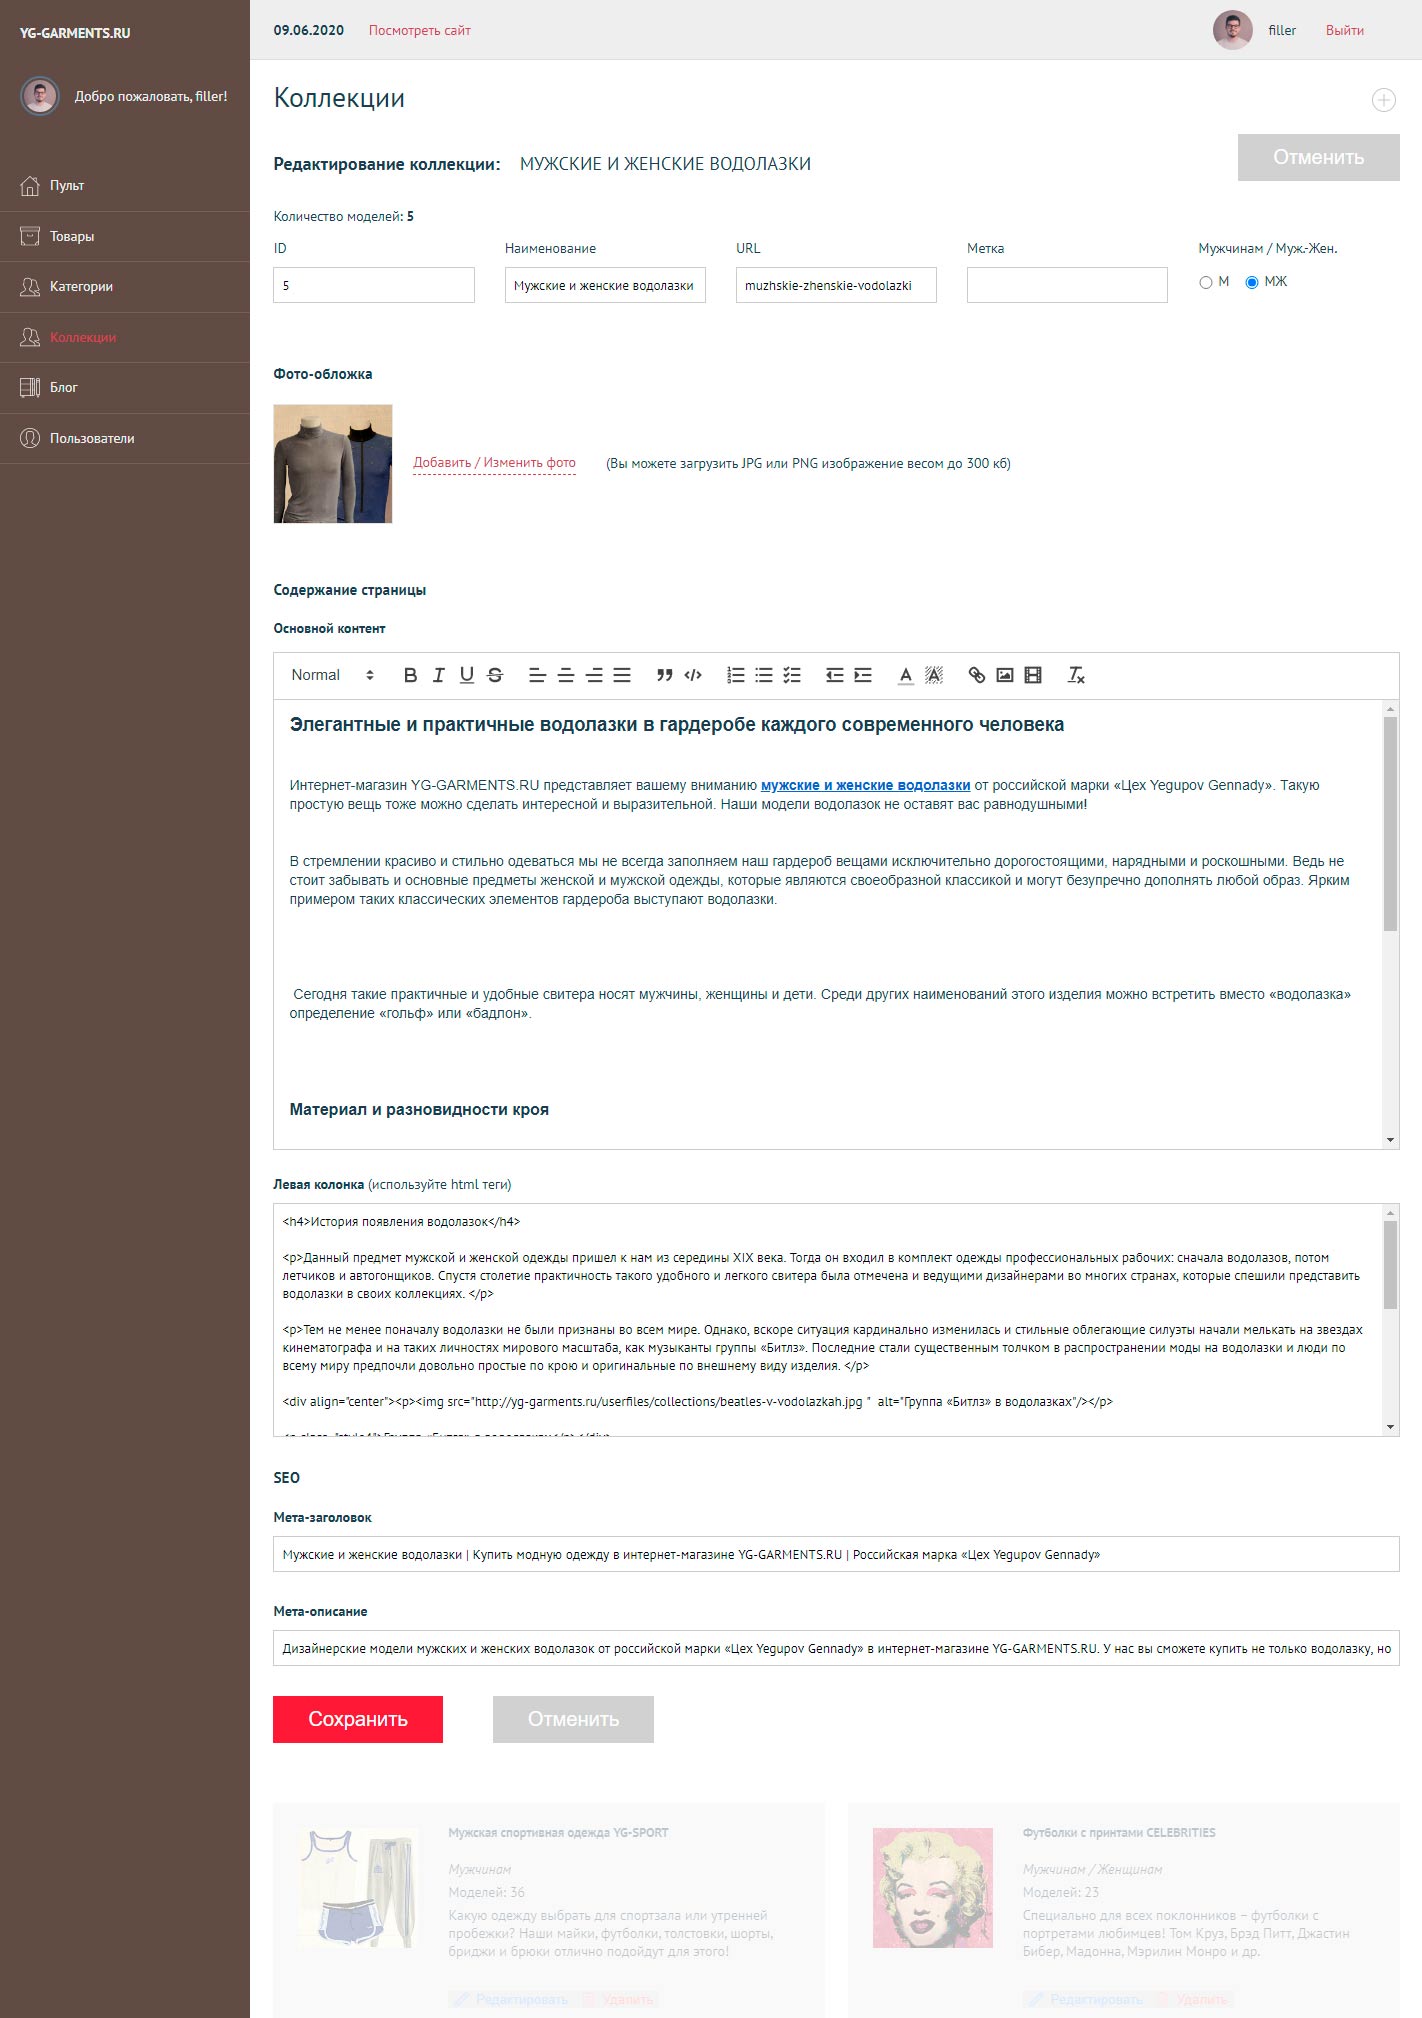 YG-GARMENTS.RU
09.06.2020 Посмотреть сайт
filler Выйти
Добро пожаловать, filler!
Пульт
Товары
Категории
Коллекции
Блог
Пользователи
Коллекции
Редактирование коллекции: МУЖСКИЕ И ЖЕНСКИЕ ВОДОЛАЗКИ
Отменить
Количество моделей: 5
ID Наименование URL Метка Мужчинам / Муж.-Жен.
5 Мужские и женские водолазки muzhskie-zhenskie-vodolazki М МЖ
Фото-обложка
Добавить / Изменить фото (Вы можете загрузить JPG или PNG изображение весом до 300 кб)
Содержание страницы
Основной контент
Normal
Элегантные и практичные водолазки в гардеробе каждого современного человека
Интернет-магазин YG-GARMENTS.RU представляет вашему вниманию мужские и женские водолазки от российской марки «Цех Yegupov Gennady». Такую
простую вещь тоже можно сделать интересной и выразительной. Наши модели водолазок не оставят вас равнодушными!
В стремлении красиво и стильно одеваться мы не всегда заполняем наш гардероб вещами исключительно дорогостоящими, нарядными и роскошными. Ведь не
стоит забывать и основные предметы женской и мужской одежды, которые являются своеобразной классикой и могут безупречно дополнять любой образ. Ярким
примером таких классических элементов гардероба выступают водолазки.
Сегодня такие практичные и удобные свитера носят мужчины, женщины и дети. Среди других наименований этого изделия можно встретить вместо «водолазка»
определение «гольф» или «бадлон».
Материал и разновидности кроя
Левая колонка (используйте html теги)
<h4>История появления водолазок</h4>
<p>Данный предмет мужской и женской одежды пришел к нам из середины XIX века. Тогда он входил в комплект одежды профессиональных рабочих: сначала водолазов, потом
летчиков и автогонщиков. Спустя столетие практичность такого удобного и легкого свитера была отмечена и ведущими дизайнерами во многих странах, которые спешили представить
водолазки в своих коллекциях. </p>
<p>Тем не менее поначалу водолазки не были признаны во всем мире. Однако, вскоре ситуация кардинально изменилась и стильные облегающие силуэты начали мелькать на звездах
кинематографа и на таких личностях мирового масштаба, как музыканты группы «Битлз». Последние стали существенным толчком в распространении моды на водолазки и люди по
всему миру предпочли довольно простые по крою и оригинальные по внешнему виду изделия. </p>
<div align="center"><p><img src="http://yg-garments.ru/userfiles/collections/beatles-v-vodolazkah.jpg "  alt="Группа «Битлз» в водолазках"/></p>
<p class="style4">Группа «Битлз» в водолазках</p></div>
SEO
Мета-заголовок
Мужские и женские водолазки | Купить модную одежду в интернет-магазине YG-GARMENTS.RU | Российская марка «Цех Yegupov Gennady»
Мета-описание
Дизайнерские модели мужских и женских водолазок от российской марки «Цех Yegupov Gennady» в интернет-магазине YG-GARMENTS.RU. У нас вы сможете купить не только водолазку, но
Сохранить Отменить
Мужская спортивная одежда YG-SPORT
Мужчинам
Моделей: 36
Какую одежду выбрать для спортзала или утренней
пробежки? Наши майки, футболки, толстовки, шорты,
бриджи и брюки отлично подойдут для этого!
Редактировать Удалить
Футболки с принтами CELEBRITIES
Мужчинам / Женщинам
Моделей: 23
Специально для всех поклонников – футболки с
портретами любимцев! Том Круз, Брэд Питт, Джастин
Бибер, Мадонна, Мэрилин Монро и др.
Редактировать Удалить